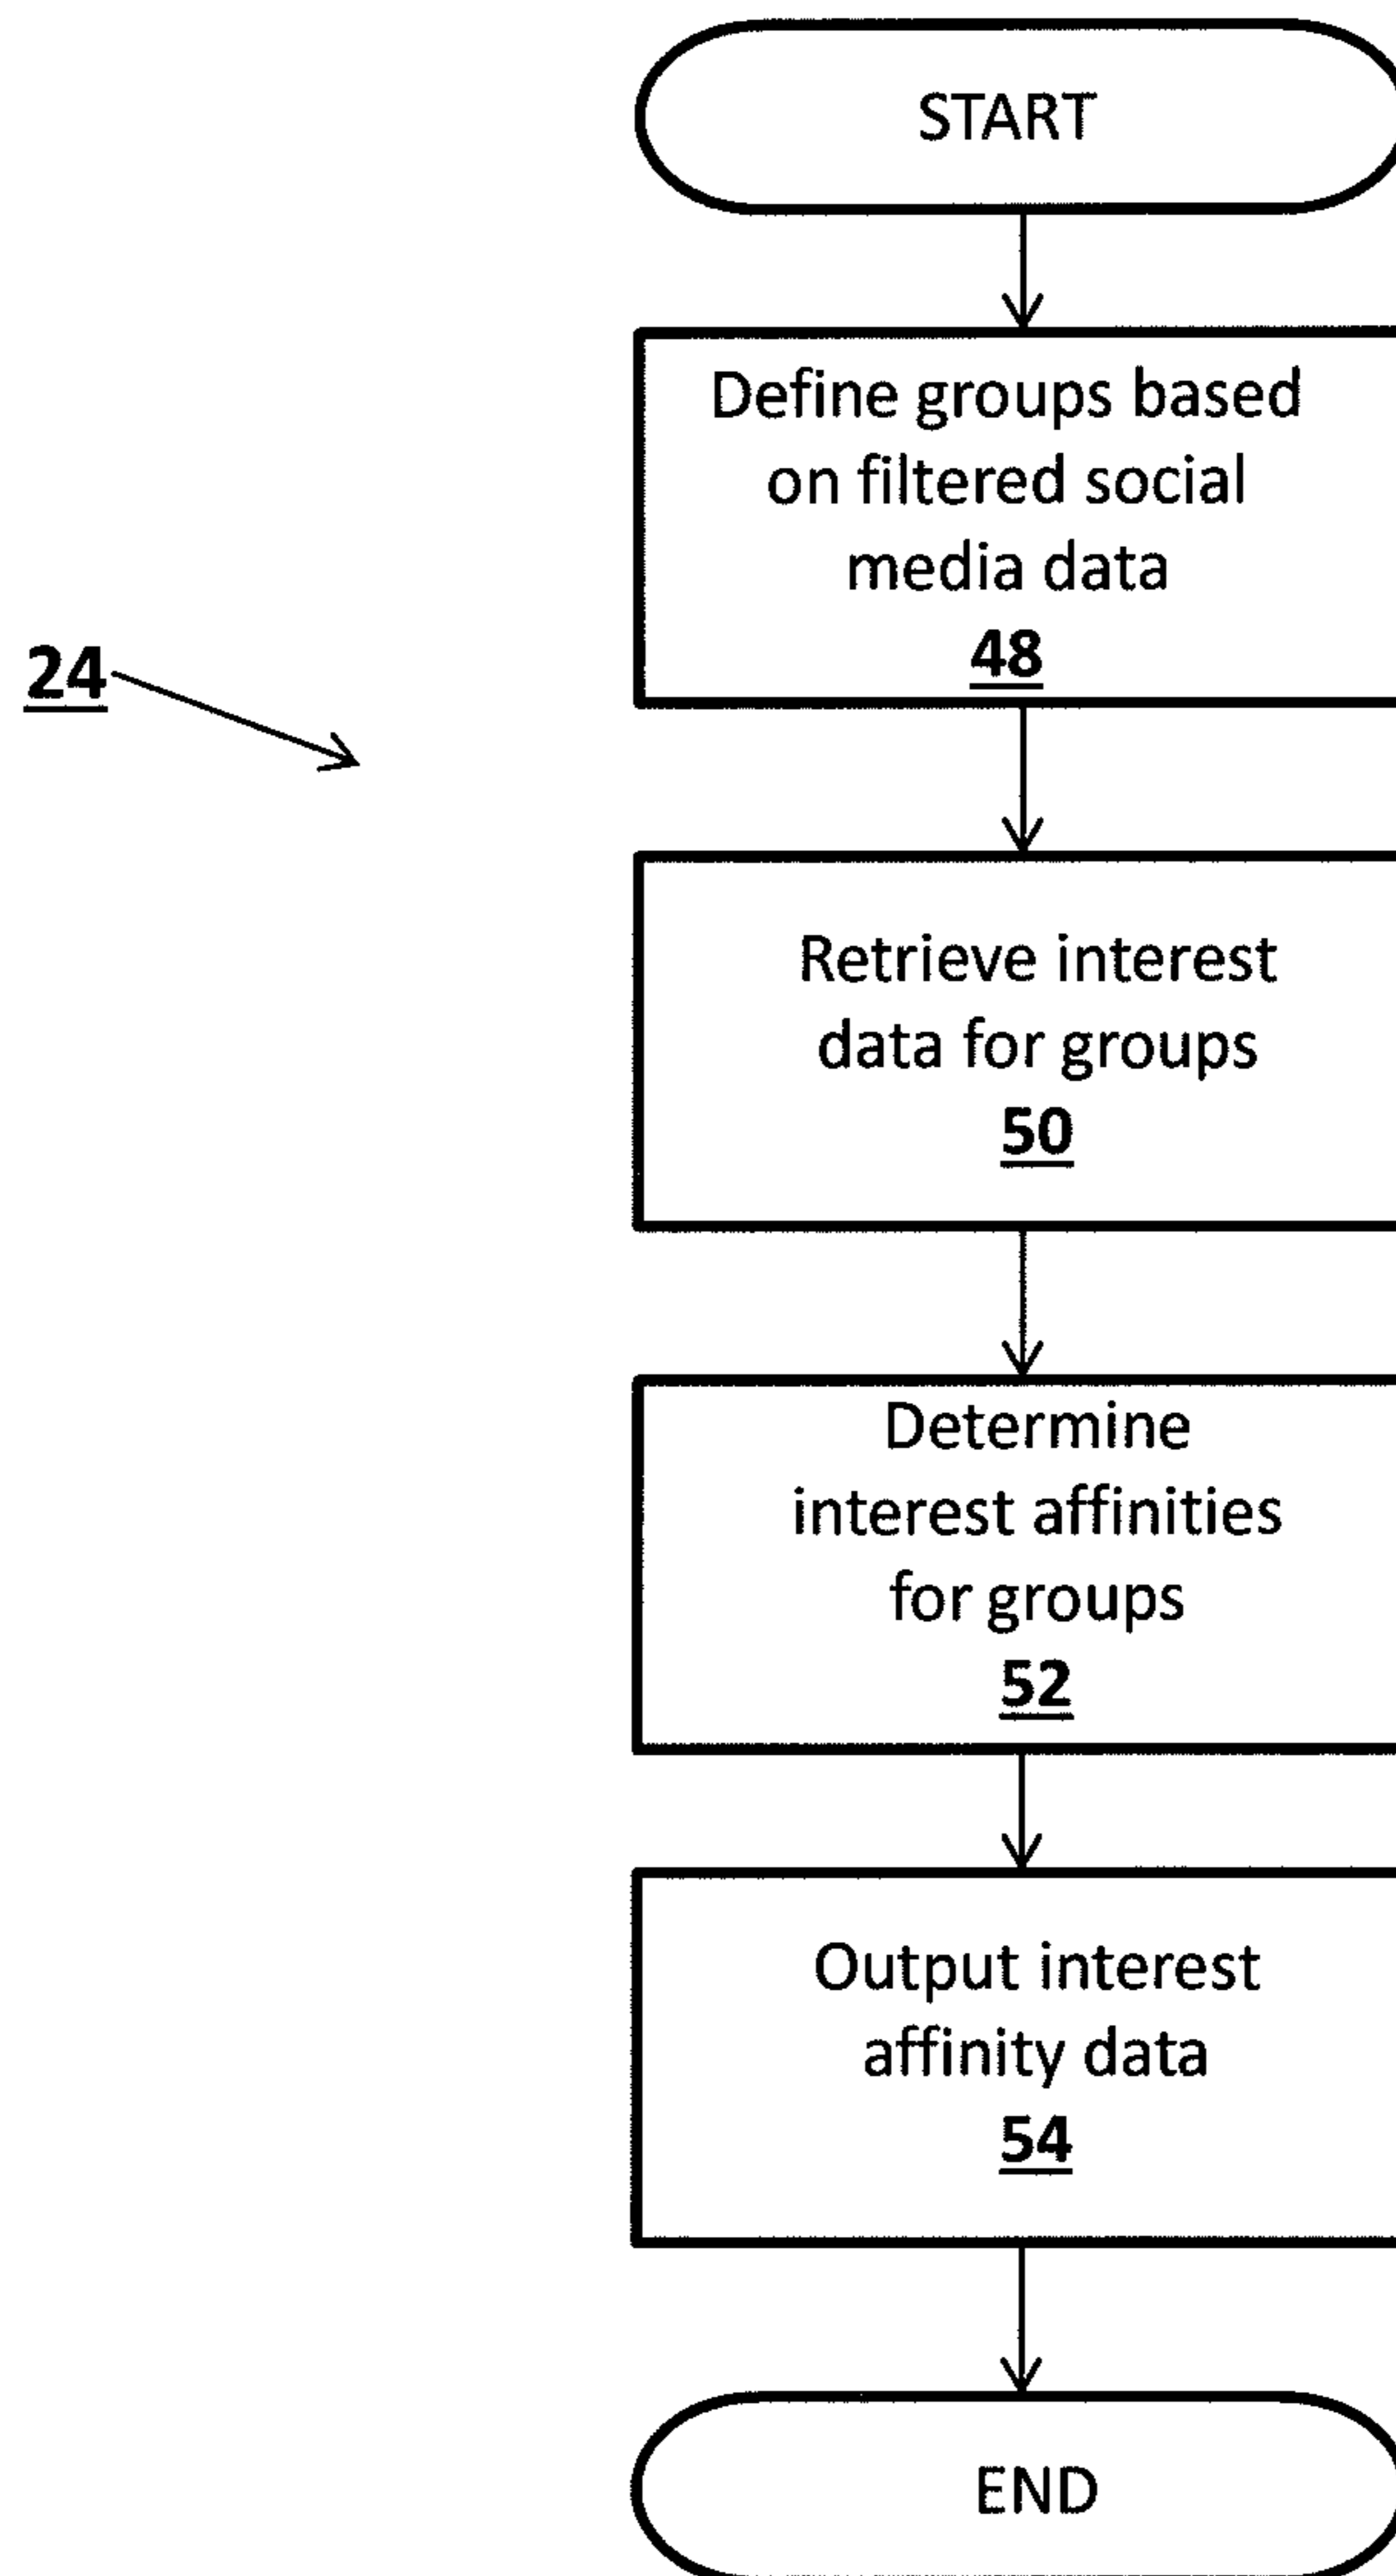 START
Define groups based
on filtered social
media data
48
24
Retrieve interest
data for groups
50
Determine
interest affinities
for groups
52
Output interest
affinity data
54
END